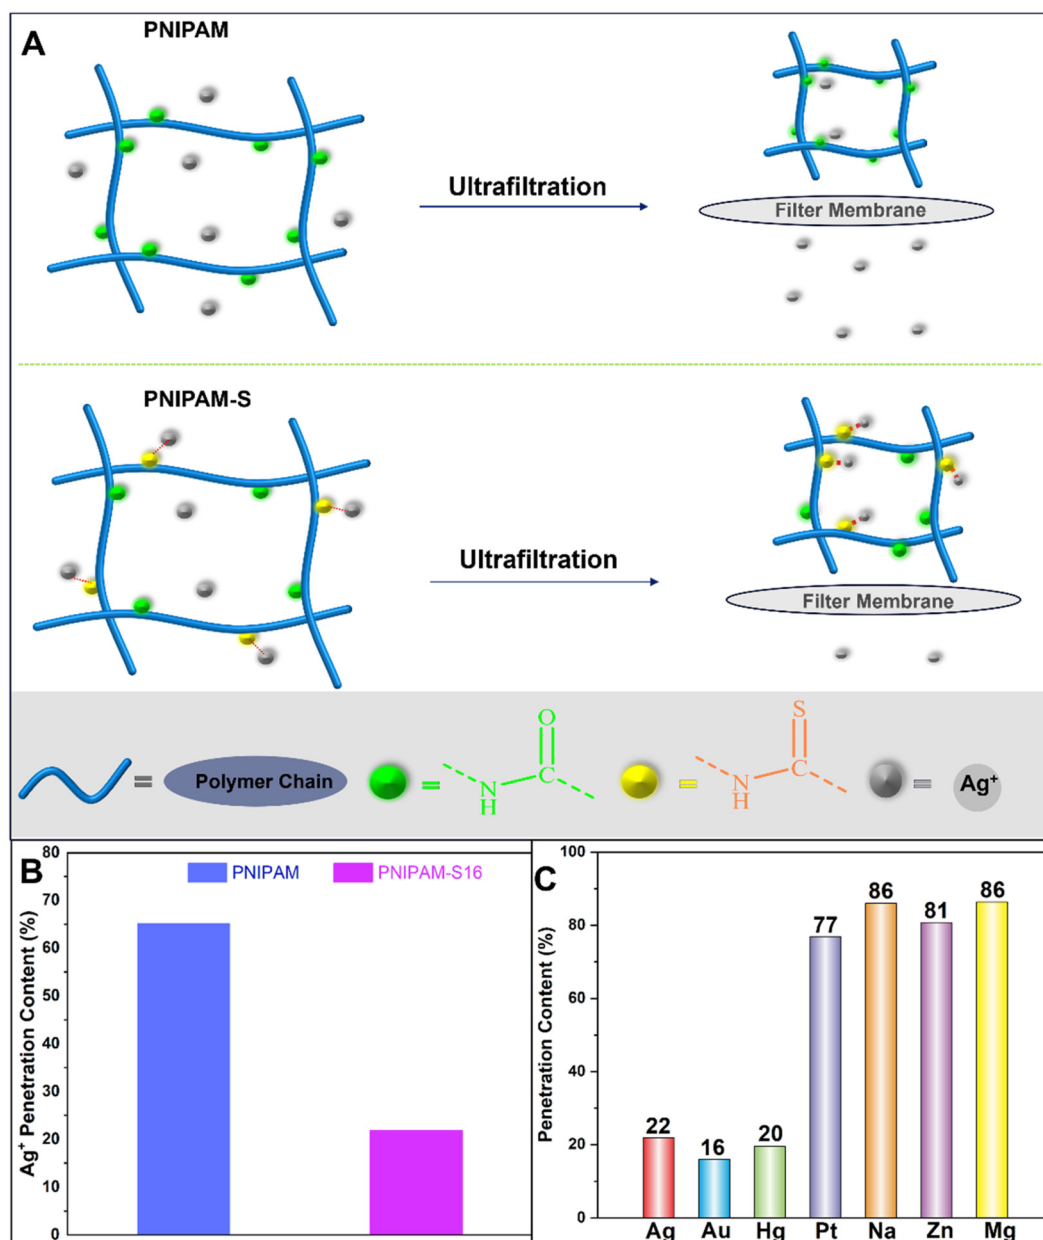 A
PNIPAM
Ultrafiltration
Filter Membrane
PNIPAM-S
Ultrafiltration
Filter Membrane
=
Polymer Chain
=
O
C
N
H
=
S
C
N
H
=
Ag⁺
B
PNIPAM
PNIPAM-S16
Ag⁺ Penetration Content (%)
80
70
60
50
40
30
20
10
0
C
Penetration Content (%)
100
80
60
40
20
0
22
16
20
77
86
81
86
Ag Au Hg Pt Na Zn Mg